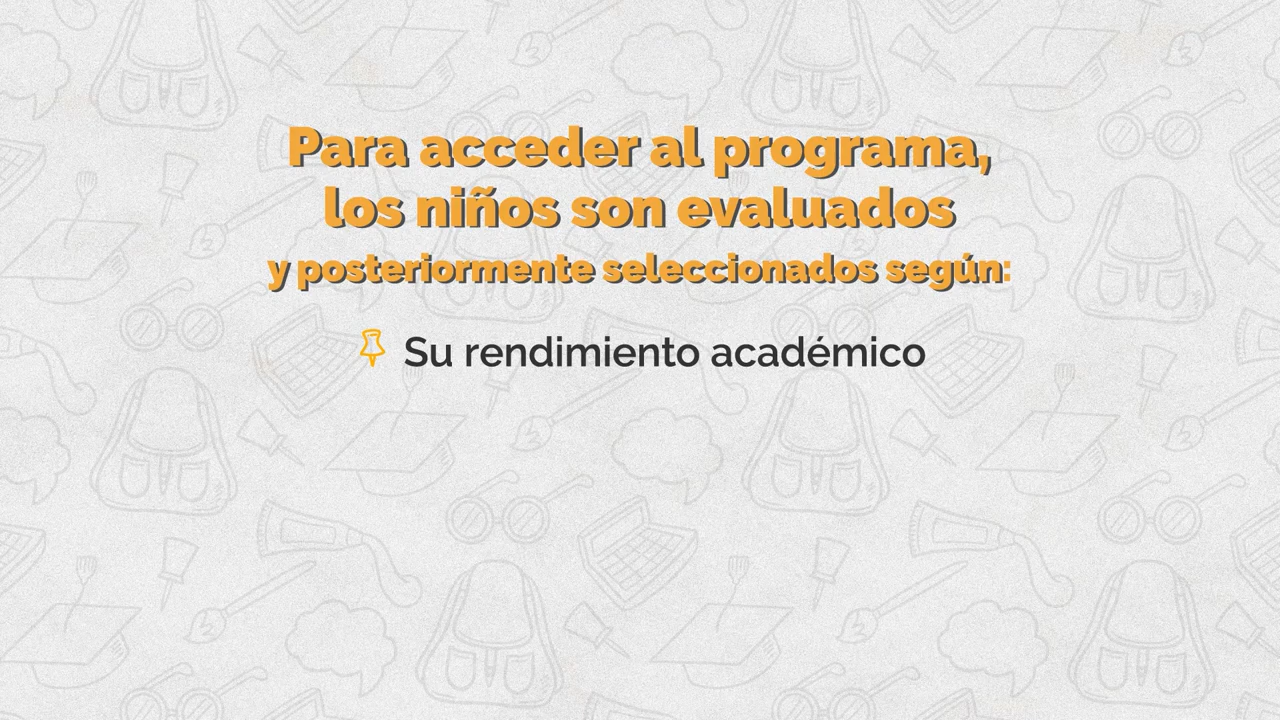 Para acceder al programa,
los niños son evaluados
y posteriormente seleccionados según:
Su rendimiento académico